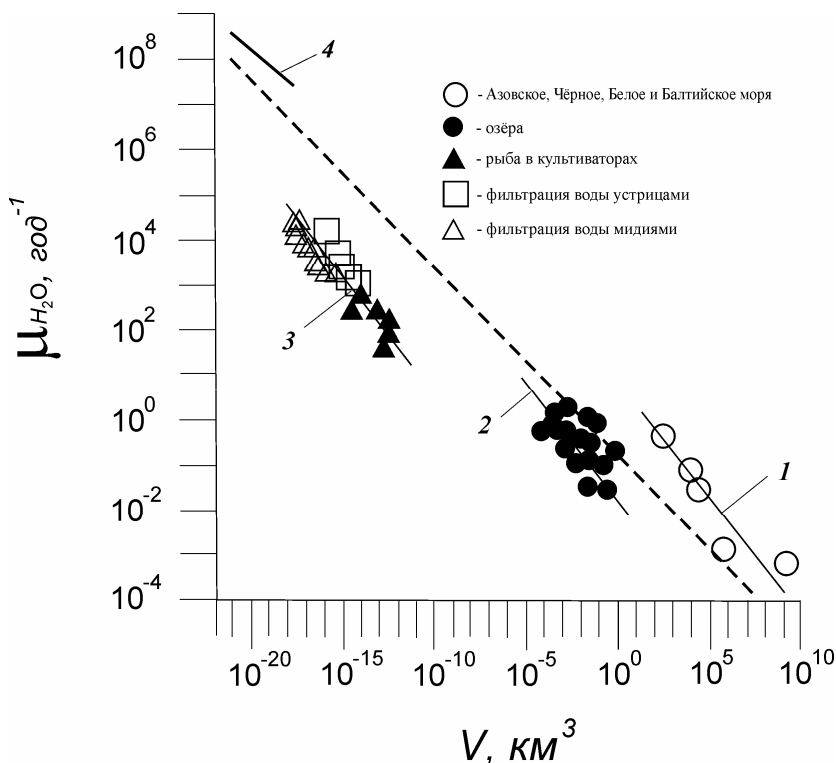 10^8
10^6
10^4
10^2
10^0
10^-2
10^-4
μH₂O, год^-1
4
- Азовское, Чёрное, Белое и Балтийское моря
- озёра
- рыба в культиваторах
- фильтрация воды устрицами
- фильтрация воды мидиями
3
2
1
10^-20 10^-15 10^-10 10^-5 10^0 10^5 10^10
V, км^3